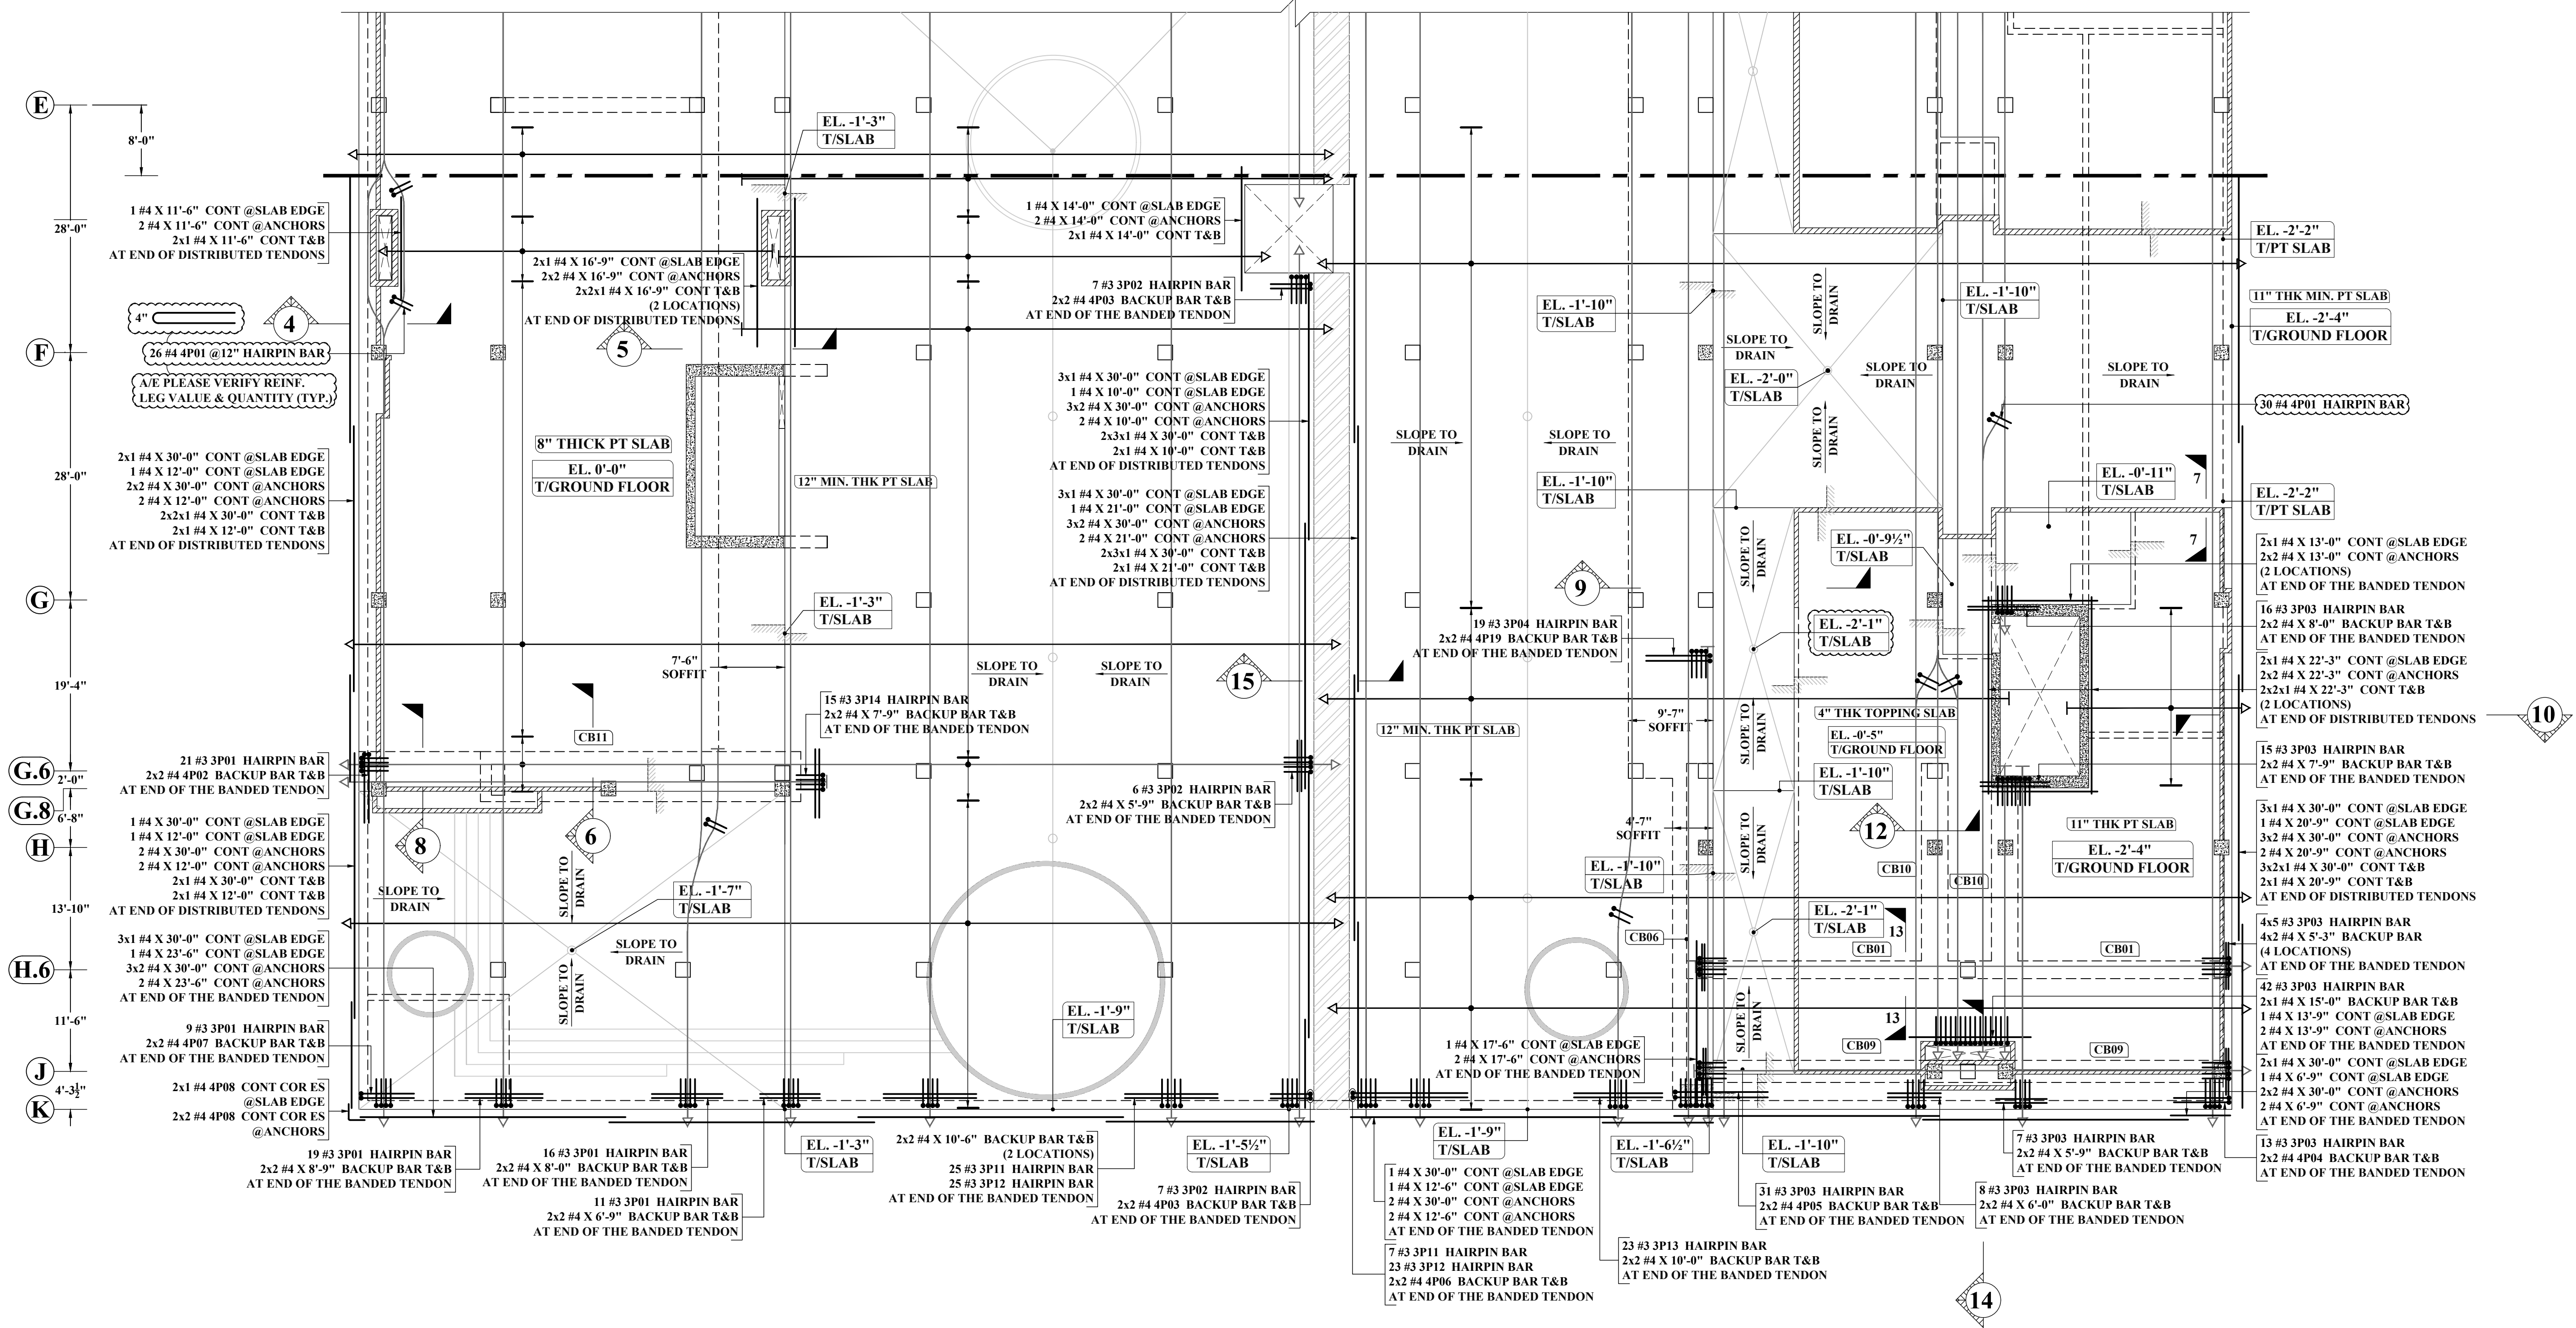 E
8'-0"
28'-0"
F
28'-0"
G
19'-4"
G.6
2'-0"
G.8
6'-8"
H
13'-10"
H.6
11'-6"
J
4'-3½"
K
1 #4 X 11'-6" CONT @SLAB EDGE
2 #4 X 11'-6" CONT @ANCHORS
2x1 #4 X 11'-6" CONT T&B
AT END OF DISTRIBUTED TENDONS
4"
4
26 #4 4P01 @12" HAIRPIN BAR
A/E PLEASE VERIFY REINF.
LEG VALUE & QUANTITY (TYP.)
2x1 #4 X 30'-0" CONT @SLAB EDGE
1 #4 X 12'-0" CONT @SLAB EDGE
2x2 #4 X 30'-0" CONT @ANCHORS
2 #4 X 12'-0" CONT @ANCHORS
2x2x1 #4 X 30'-0" CONT T&B
2x1 #4 X 12'-0" CONT T&B
AT END OF DISTRIBUTED TENDONS
21 #3 3P01 HAIRPIN BAR
2x2 #4 4P02 BACKUP BAR T&B
AT END OF THE BANDED TENDON
1 #4 X 30'-0" CONT @SLAB EDGE
1 #4 X 12'-0" CONT @SLAB EDGE
2 #4 X 30'-0" CONT @ANCHORS
2 #4 X 12'-0" CONT @ANCHORS
2x1 #4 X 30'-0" CONT T&B
2x1 #4 X 12'-0" CONT T&B
AT END OF DISTRIBUTED TENDONS
3x1 #4 X 30'-0" CONT @SLAB EDGE
1 #4 X 23'-6" CONT @SLAB EDGE
3x2 #4 X 30'-0" CONT @ANCHORS
2 #4 X 23'-6" CONT @ANCHORS
AT END OF THE BANDED TENDON
9 #3 3P01 HAIRPIN BAR
2x2 #4 4P07 BACKUP BAR T&B
AT END OF THE BANDED TENDON
2x1 #4 4P08 CONT COR ES
@SLAB EDGE
2x2 #4 4P08 CONT COR ES
@ANCHORS
EL. -1'-3"
T/SLAB
2x1 #4 X 16'-9" CONT @SLAB EDGE
2x2 #4 X 16'-9" CONT @ANCHORS
2x2x1 #4 X 16'-9" CONT T&B
(2 LOCATIONS)
AT END OF DISTRIBUTED TENDONS
5
1 #4 X 14'-0" CONT @SLAB EDGE
2 #4 X 14'-0" CONT @ANCHORS
2x1 #4 X 14'-0" CONT T&B
7 #3 3P02 HAIRPIN BAR
2x2 #4 4P03 BACKUP BAR T&B
AT END OF THE BANDED TENDON
8" THICK PT SLAB
EL. 0'-0"
T/GROUND FLOOR
12" MIN. THK PT SLAB
3x1 #4 X 30'-0" CONT @SLAB EDGE
1 #4 X 10'-0" CONT @SLAB EDGE
3x2 #4 X 30'-0" CONT @ANCHORS
2 #4 X 10'-0" CONT @ANCHORS
2x3x1 #4 X 30'-0" CONT T&B
2x1 #4 X 10'-0" CONT T&B
AT END OF DISTRIBUTED TENDONS
3x1 #4 X 30'-0" CONT @SLAB EDGE
1 #4 X 21'-0" CONT @SLAB EDGE
3x2 #4 X 30'-0" CONT @ANCHORS
2 #4 X 21'-0" CONT @ANCHORS
2x3x1 #4 X 30'-0" CONT T&B
2x1 #4 X 21'-0" CONT T&B
AT END OF DISTRIBUTED TENDONS
EL. -1'-3"
T/SLAB
7'-6"
SOFFIT
SLOPE TO
DRAIN
SLOPE TO
DRAIN
15
15 #3 3P14 HAIRPIN BAR
2x2 #4 X 7'-9" BACKUP BAR T&B
AT END OF THE BANDED TENDON
CB11
6 #3 3P02 HAIRPIN BAR
2x2 #4 X 5'-9" BACKUP BAR T&B
AT END OF THE BANDED TENDON
8
6
SLOPE TO
DRAIN
SLOPE TO
DRAIN
EL. -1'-7"
T/SLAB
SLOPE TO
DRAIN
SLOPE TO
DRAIN
EL. -1'-9"
T/SLAB
19 #3 3P01 HAIRPIN BAR
2x2 #4 X 8'-9" BACKUP BAR T&B
AT END OF THE BANDED TENDON
16 #3 3P01 HAIRPIN BAR
2x2 #4 X 8'-0" BACKUP BAR T&B
AT END OF THE BANDED TENDON
11 #3 3P01 HAIRPIN BAR
2x2 #4 X 6'-9" BACKUP BAR T&B
AT END OF THE BANDED TENDON
EL. -1'-3"
T/SLAB
2x2 #4 X 10'-6" BACKUP BAR T&B
(2 LOCATIONS)
25 #3 3P11 HAIRPIN BAR
25 #3 3P12 HAIRPIN BAR
AT END OF THE BANDED TENDON
EL. -1'-5½"
T/SLAB
7 #3 3P02 HAIRPIN BAR
2x2 #4 4P03 BACKUP BAR T&B
AT END OF THE BANDED TENDON
EL. -1'-10"
T/SLAB
SLOPE TO
DRAIN
SLOPE TO
DRAIN
EL. -1'-10"
T/SLAB
SLOPE TO
DRAIN
EL. -2'-0"
T/SLAB
SLOPE TO
DRAIN
SLOPE TO
DRAIN
SLOPE TO
DRAIN
EL. -1'-10"
T/SLAB
SLOPE TO
DRAIN
SLOPE TO
DRAIN
EL. -0'-11"
T/SLAB
7
7
EL. -0'-9½"
T/SLAB
9
19 #3 3P04 HAIRPIN BAR
2x2 #4 4P19 BACKUP BAR T&B
AT END OF THE BANDED TENDON
EL. -2'-1"
T/SLAB
12" MIN. THK PT SLAB
9'-7"
SOFFIT
SLOPE TO
DRAIN
4" THK TOPPING SLAB
EL. -0'-5"
T/GROUND FLOOR
EL. -1'-10"
T/SLAB
4'-7"
SOFFIT
SLOPE TO
DRAIN
12
11" THK PT SLAB
EL. -2'-4"
T/GROUND FLOOR
EL. -1'-10"
T/SLAB
CB10
CB10
EL. -2'-1"
T/SLAB
13
CB06
CB01
CB01
SLOPE TO
DRAIN
13
CB09
CB09
1 #4 X 17'-6" CONT @SLAB EDGE
2 #4 X 17'-6" CONT @ANCHORS
AT END OF THE BANDED TENDON
EL. -1'-9"
T/SLAB
EL. -1'-6½"
T/SLAB
EL. -1'-10"
T/SLAB
1 #4 X 30'-0" CONT @SLAB EDGE
1 #4 X 12'-6" CONT @SLAB EDGE
2 #4 X 30'-0" CONT @ANCHORS
2 #4 X 12'-6" CONT @ANCHORS
AT END OF THE BANDED TENDON
7 #3 3P11 HAIRPIN BAR
23 #3 3P12 HAIRPIN BAR
2x2 #4 4P06 BACKUP BAR T&B
AT END OF THE BANDED TENDON
23 #3 3P13 HAIRPIN BAR
2x2 #4 X 10'-0" BACKUP BAR T&B
AT END OF THE BANDED TENDON
31 #3 3P03 HAIRPIN BAR
2x2 #4 4P05 BACKUP BAR T&B
AT END OF THE BANDED TENDON
7 #3 3P03 HAIRPIN BAR
2x2 #4 X 5'-9" BACKUP BAR T&B
AT END OF THE BANDED TENDON
8 #3 3P03 HAIRPIN BAR
2x2 #4 X 6'-0" BACKUP BAR T&B
AT END OF THE BANDED TENDON
14
EL. -2'-2"
T/PT SLAB
11" THK MIN. PT SLAB
EL. -2'-4"
T/GROUND FLOOR
30 #4 4P01 HAIRPIN BAR
EL. -2'-2"
T/PT SLAB
2x1 #4 X 13'-0" CONT @SLAB EDGE
2x2 #4 X 13'-0" CONT @ANCHORS
(2 LOCATIONS)
AT END OF THE BANDED TENDON
16 #3 3P03 HAIRPIN BAR
2x2 #4 X 8'-0" BACKUP BAR T&B
AT END OF THE BANDED TENDON
2x1 #4 X 22'-3" CONT @SLAB EDGE
2x2 #4 X 22'-3" CONT @ANCHORS
2x2x1 #4 X 22'-3" CONT T&B
(2 LOCATIONS)
AT END OF DISTRIBUTED TENDONS
10
15 #3 3P03 HAIRPIN BAR
2x2 #4 X 7'-9" BACKUP BAR T&B
AT END OF THE BANDED TENDON
3x1 #4 X 30'-0" CONT @SLAB EDGE
1 #4 X 20'-9" CONT @SLAB EDGE
3x2 #4 X 30'-0" CONT @ANCHORS
2 #4 X 20'-9" CONT @ANCHORS
3x2x1 #4 X 30'-0" CONT T&B
2x1 #4 X 20'-9" CONT T&B
AT END OF DISTRIBUTED TENDONS
4x5 #3 3P03 HAIRPIN BAR
4x2 #4 X 5'-3" BACKUP BAR
(4 LOCATIONS)
AT END OF THE BANDED TENDON
42 #3 3P03 HAIRPIN BAR
2x1 #4 X 15'-0" BACKUP BAR T&B
1 #4 X 13'-9" CONT @SLAB EDGE
2 #4 X 13'-9" CONT @ANCHORS
AT END OF THE BANDED TENDON
2x1 #4 X 30'-0" CONT @SLAB EDGE
1 #4 X 6'-9" CONT @SLAB EDGE
2x2 #4 X 30'-0" CONT @ANCHORS
2 #4 X 6'-9" CONT @ANCHORS
AT END OF THE BANDED TENDON
13 #3 3P03 HAIRPIN BAR
2x2 #4 4P04 BACKUP BAR T&B
AT END OF THE BANDED TENDON